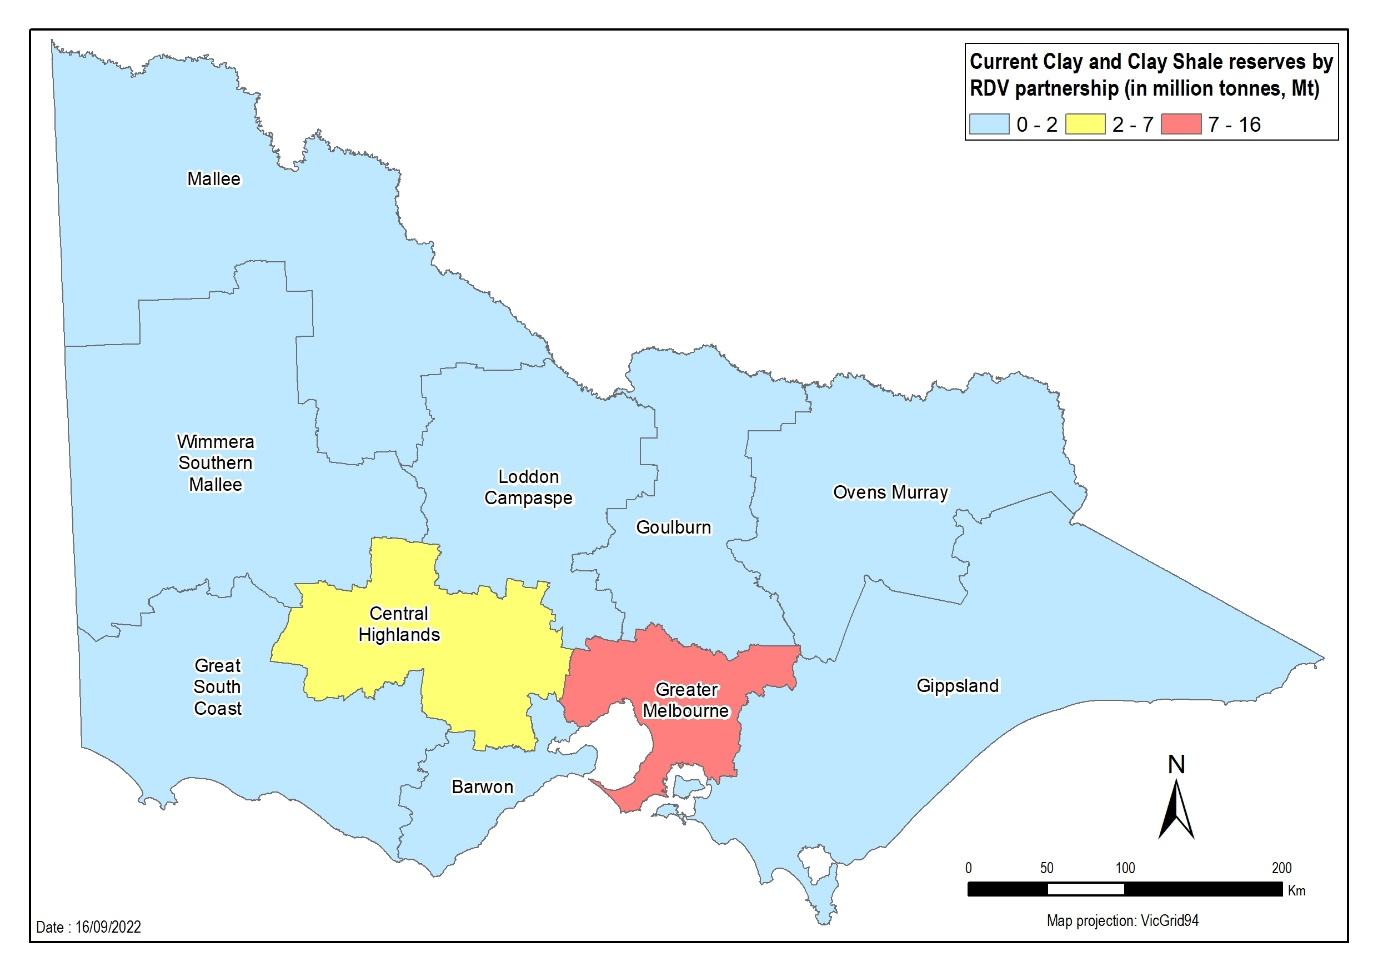 Current Clay and Clay Shale reserves by
RDV partnership (in million tonnes, Mt)
0 - 2 2 - 7 7 - 16
Mallee
Wimmera
Southern
Mallee
Loddon
Campaspe
Goulburn
Ovens Murray
Central
Highlands
Great
South
Coast
Greater
Melbourne
Gippsland
Barwon
N
0 50 100 200
Km
Map projection: VicGrid94
Date : 16/09/2022